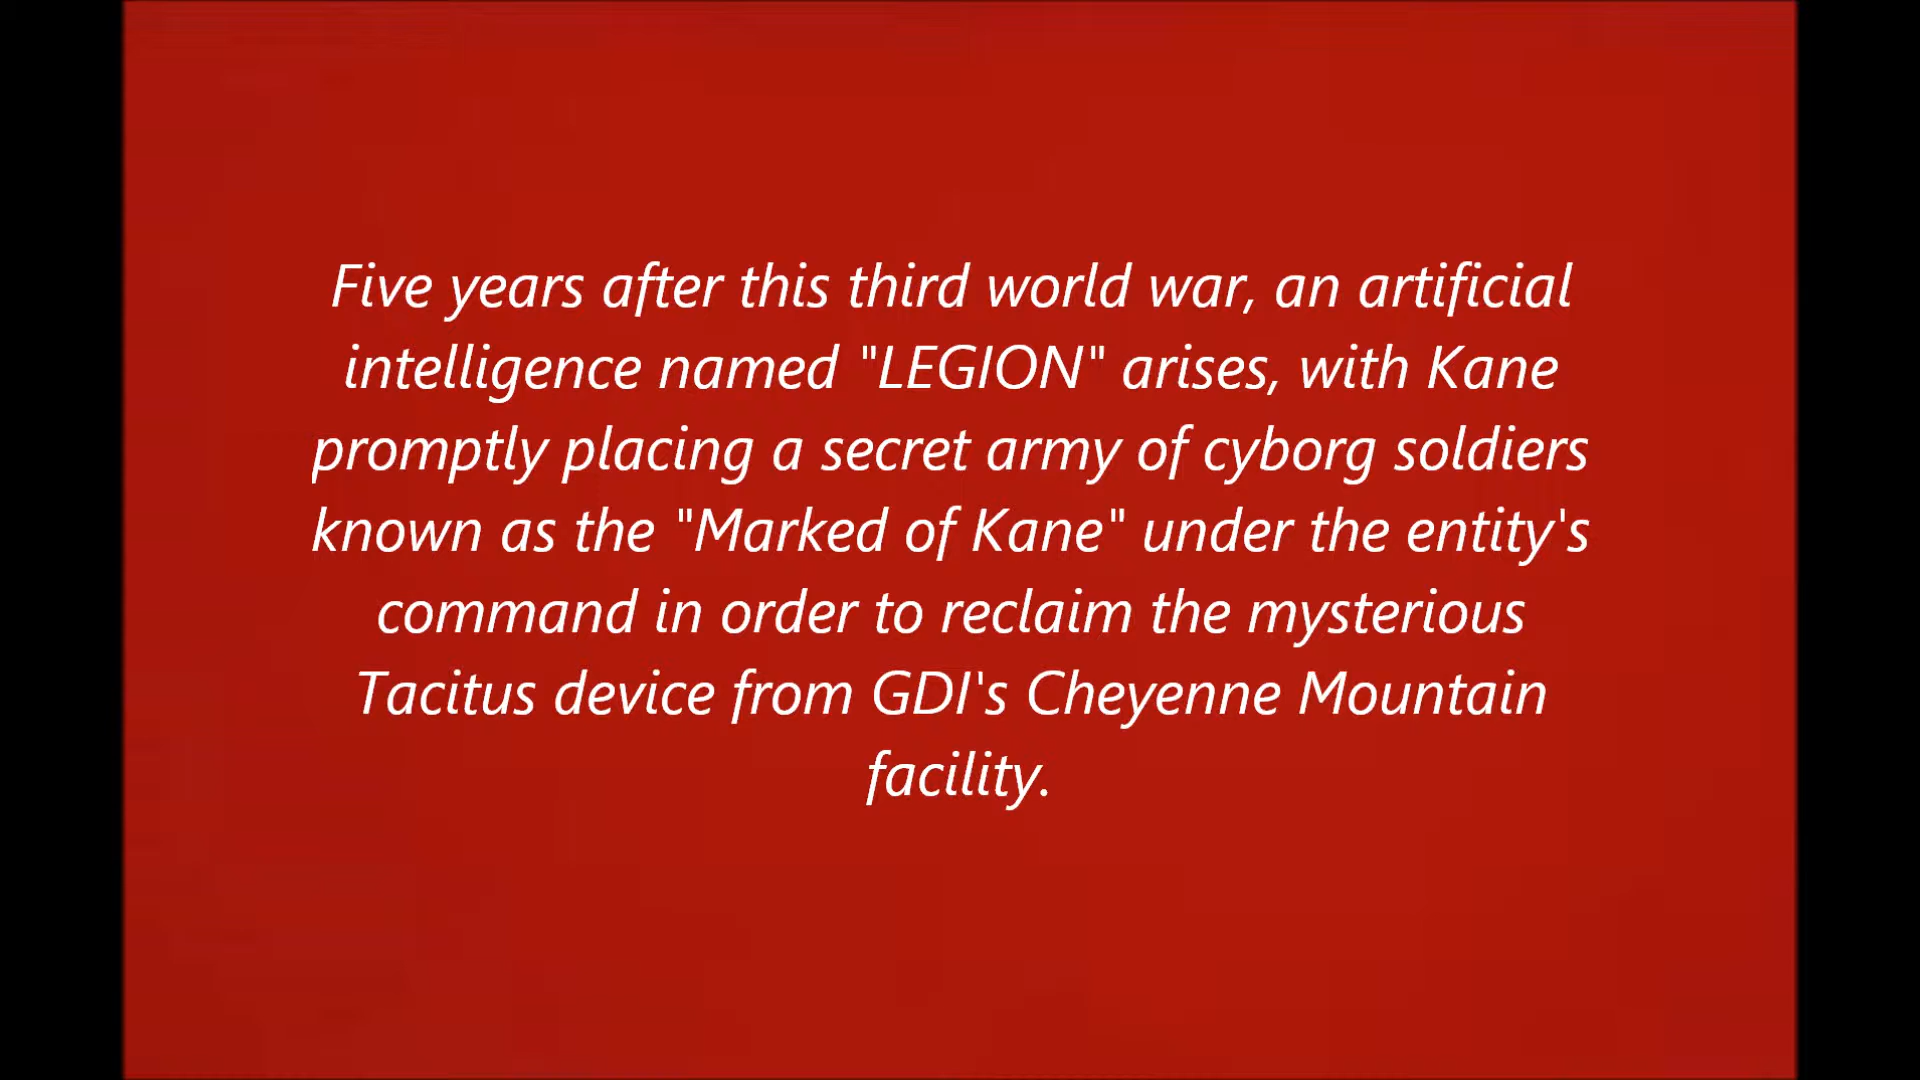 Five years after this third world war, an artificial
intelligence named "LEGION" arises, with Kane
promptly placing a secret army of cyborg soldiers
known as the "Marked of Kane" under the entity's
command in order to reclaim the mysterious
Tacitus device from GDI's Cheyenne Mountain
facility.